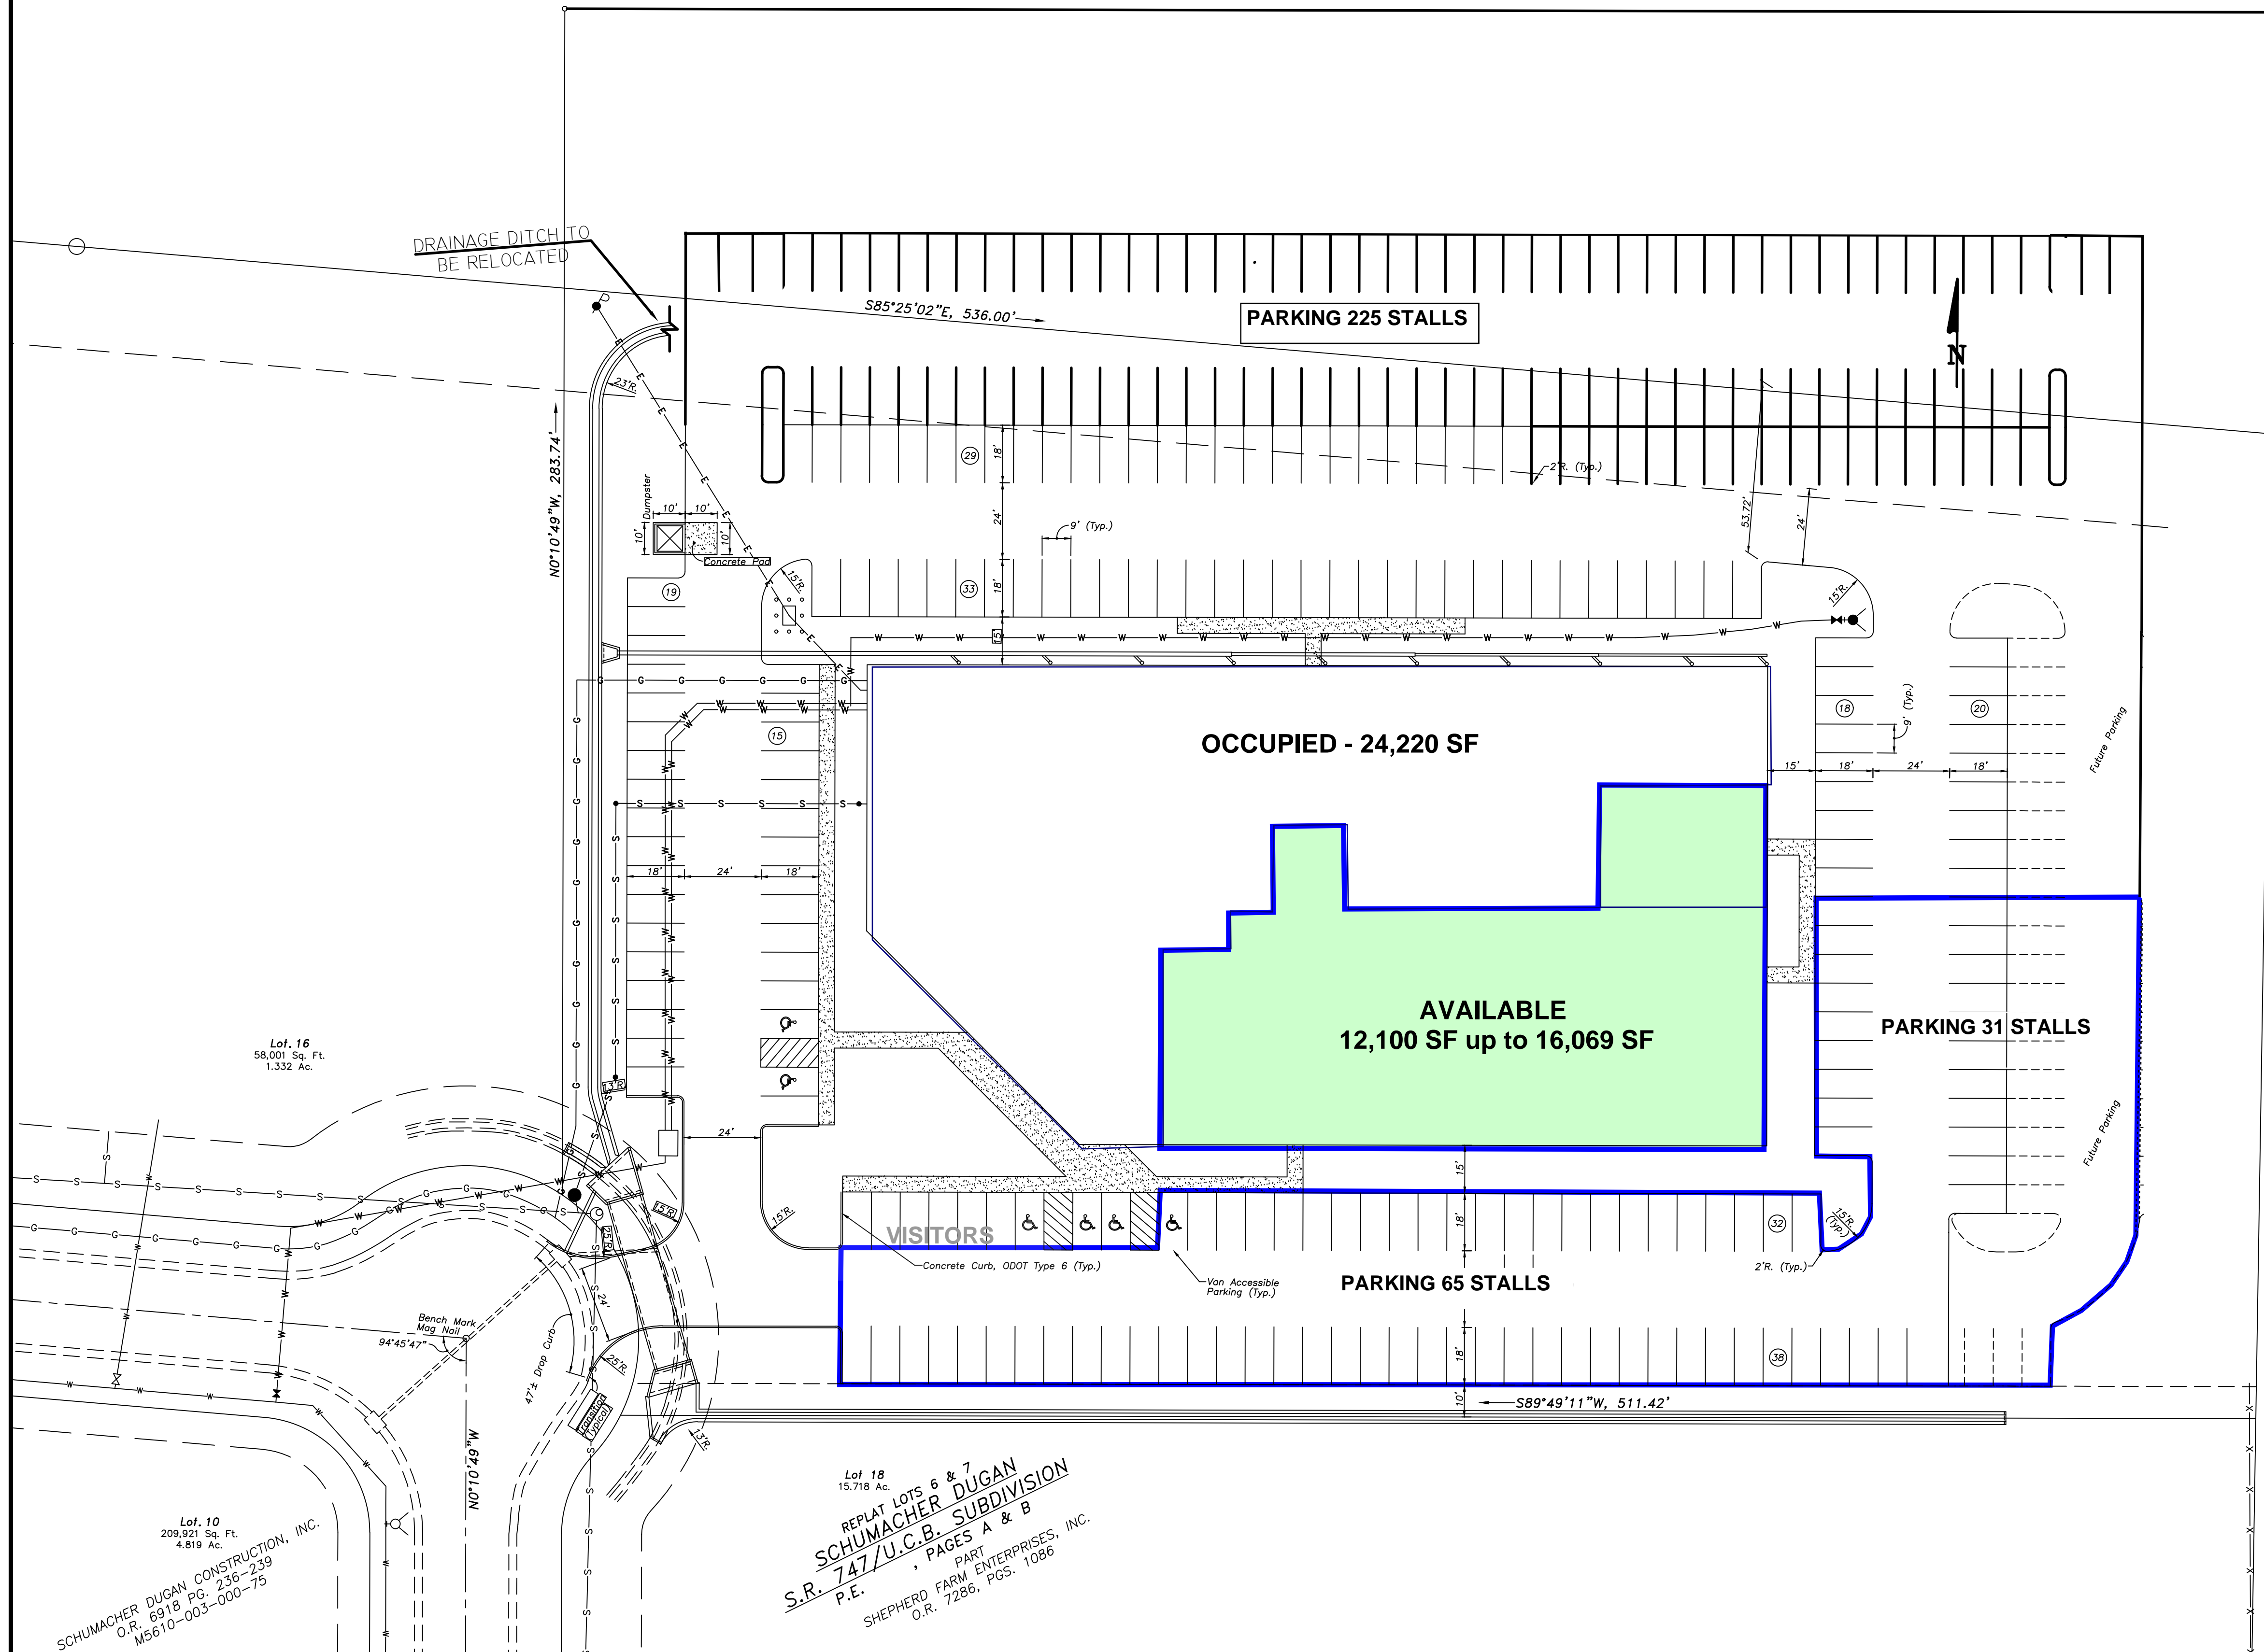 DRAINAGE DITCH TO
BE RELOCATED
S85°25'02"E, 536.00'
PARKING 225 STALLS
N
23'R.
N0°10'49"W, 283.74'
29
18'
2'R. (Typ.)
Dumpster
10'
10'
10'
10'
Concrete Pad
24'
9' (Typ.)
53.72'
24'
19
15'R.
33
18'
15'R.
15'
OCCUPIED - 24,220 SF
15
18
20
9' (Typ.)
Future Parking
15'
18'
24'
18'
18'
24'
18'
AVAILABLE
12,100 SF up to 16,069 SF
PARKING 31 STALLS
Lot. 16
58,001 Sq. Ft.
1.332 Ac.
13'R.
24'
Future Parking
15'
15'R.
15'R.
25'R.
VISITORS
18'
32
15'R.
(Typ.)
Concrete Curb, ODOT Type 6 (Typ.)
Van Accessible
Parking (Typ.)
PARKING 65 STALLS
2'R. (Typ.)
24'
Bench Mark
Mag Nail
94°45'47"
47'± Drop Curb
25'R.
18'
38
Transition
(Typical)
10'
S89°49'11"W, 511.42'
13'R.
N0°10'49"W
Lot 18
15.718 Ac.
REPLAT LOTS 6 & 7
SCHUMACHER DUGAN
S.R. 747/U.C.B. SUBDIVISION
P.E. , PAGES A & B
PART
SHEPHERD FARM ENTERPRISES, INC.
O.R. 7286, PGS. 1086
Lot. 10
209,921 Sq. Ft.
4.819 Ac.
SCHUMACHER DUGAN CONSTRUCTION, INC.
O.R. 6918 PG. 236-239
M5610-003-000-75